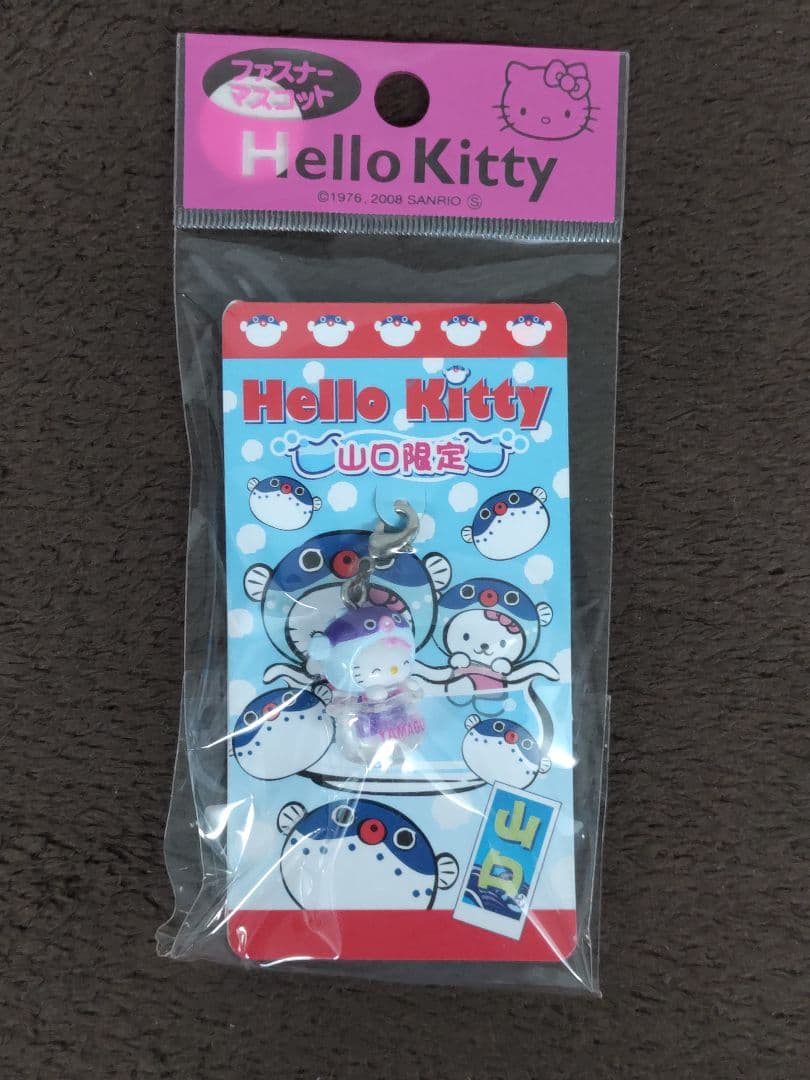 ファスナー
マスコット
Hello Kitty
©1976, 2008 SANRIO Ⓢ
Hello Kitty
山口限定
YAMAGU
山口